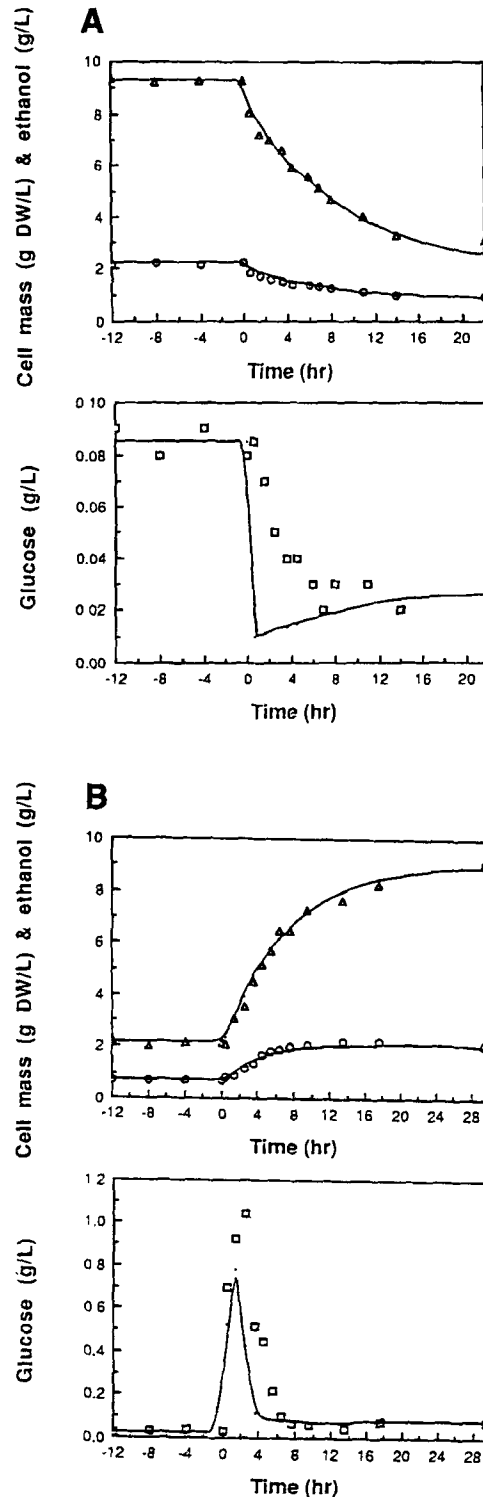 A
Cell mass (g DW/L) & ethanol (g/L)
10
8
6
4
2
0
-12 -8 -4 0 4 8 12 16 20
Time (hr)
Glucose (g/L)
0 10
0.08
0.06
0 04
0 02
0.00
-12 -8 -4 0 4 8 12 16 20
Time (hr)
B
Cell mass (g DW/L) & ethanol (g/L)
10
8
6
4
2
0
-12 -8 -4 0 4 8 12 16 20 24 28
Time (hr)
Glucose (g/L)
1.2
1.0
0.8
0.6
0.4
0.2
0.0
-12 -8 -4 0 4 8 12 16 20 24 28
Time (hr)